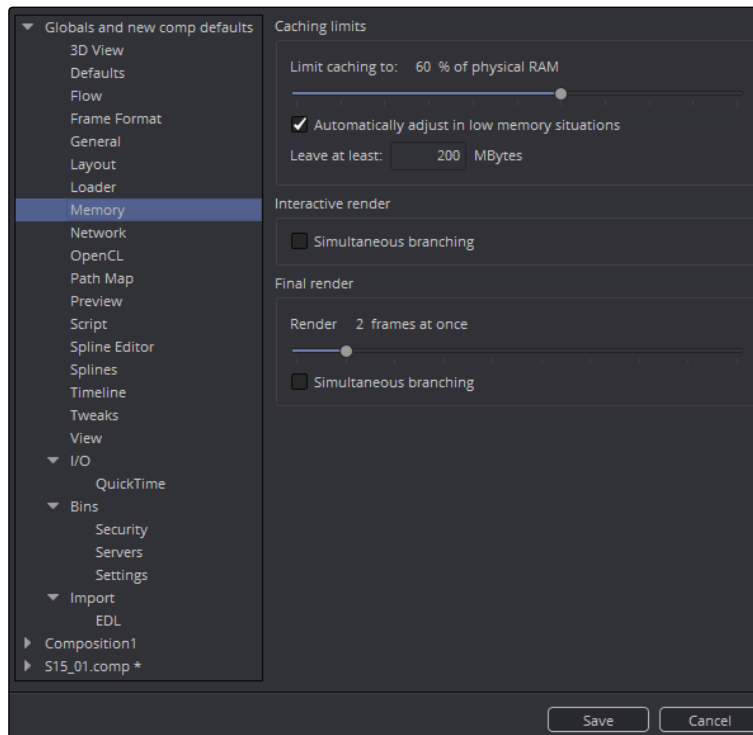 Globals and new comp defaults
3D View
Defaults
Flow
Frame Format
General
Layout
Loader
Memory
Network
OpenCL
Path Map
Preview
Script
Spline Editor
Splines
Timeline
Tweaks
View
I/O
QuickTime
Bins
Security
Servers
Settings
Import
EDL
Composition1
S15_01.comp *
Caching limits
Limit caching to: 60 % of physical RAM
Automatically adjust in low memory situations
Leave at least: 200 MBytes
Interactive render
Simultaneous branching
Final render
Render 2 frames at once
Simultaneous branching
Save
Cancel